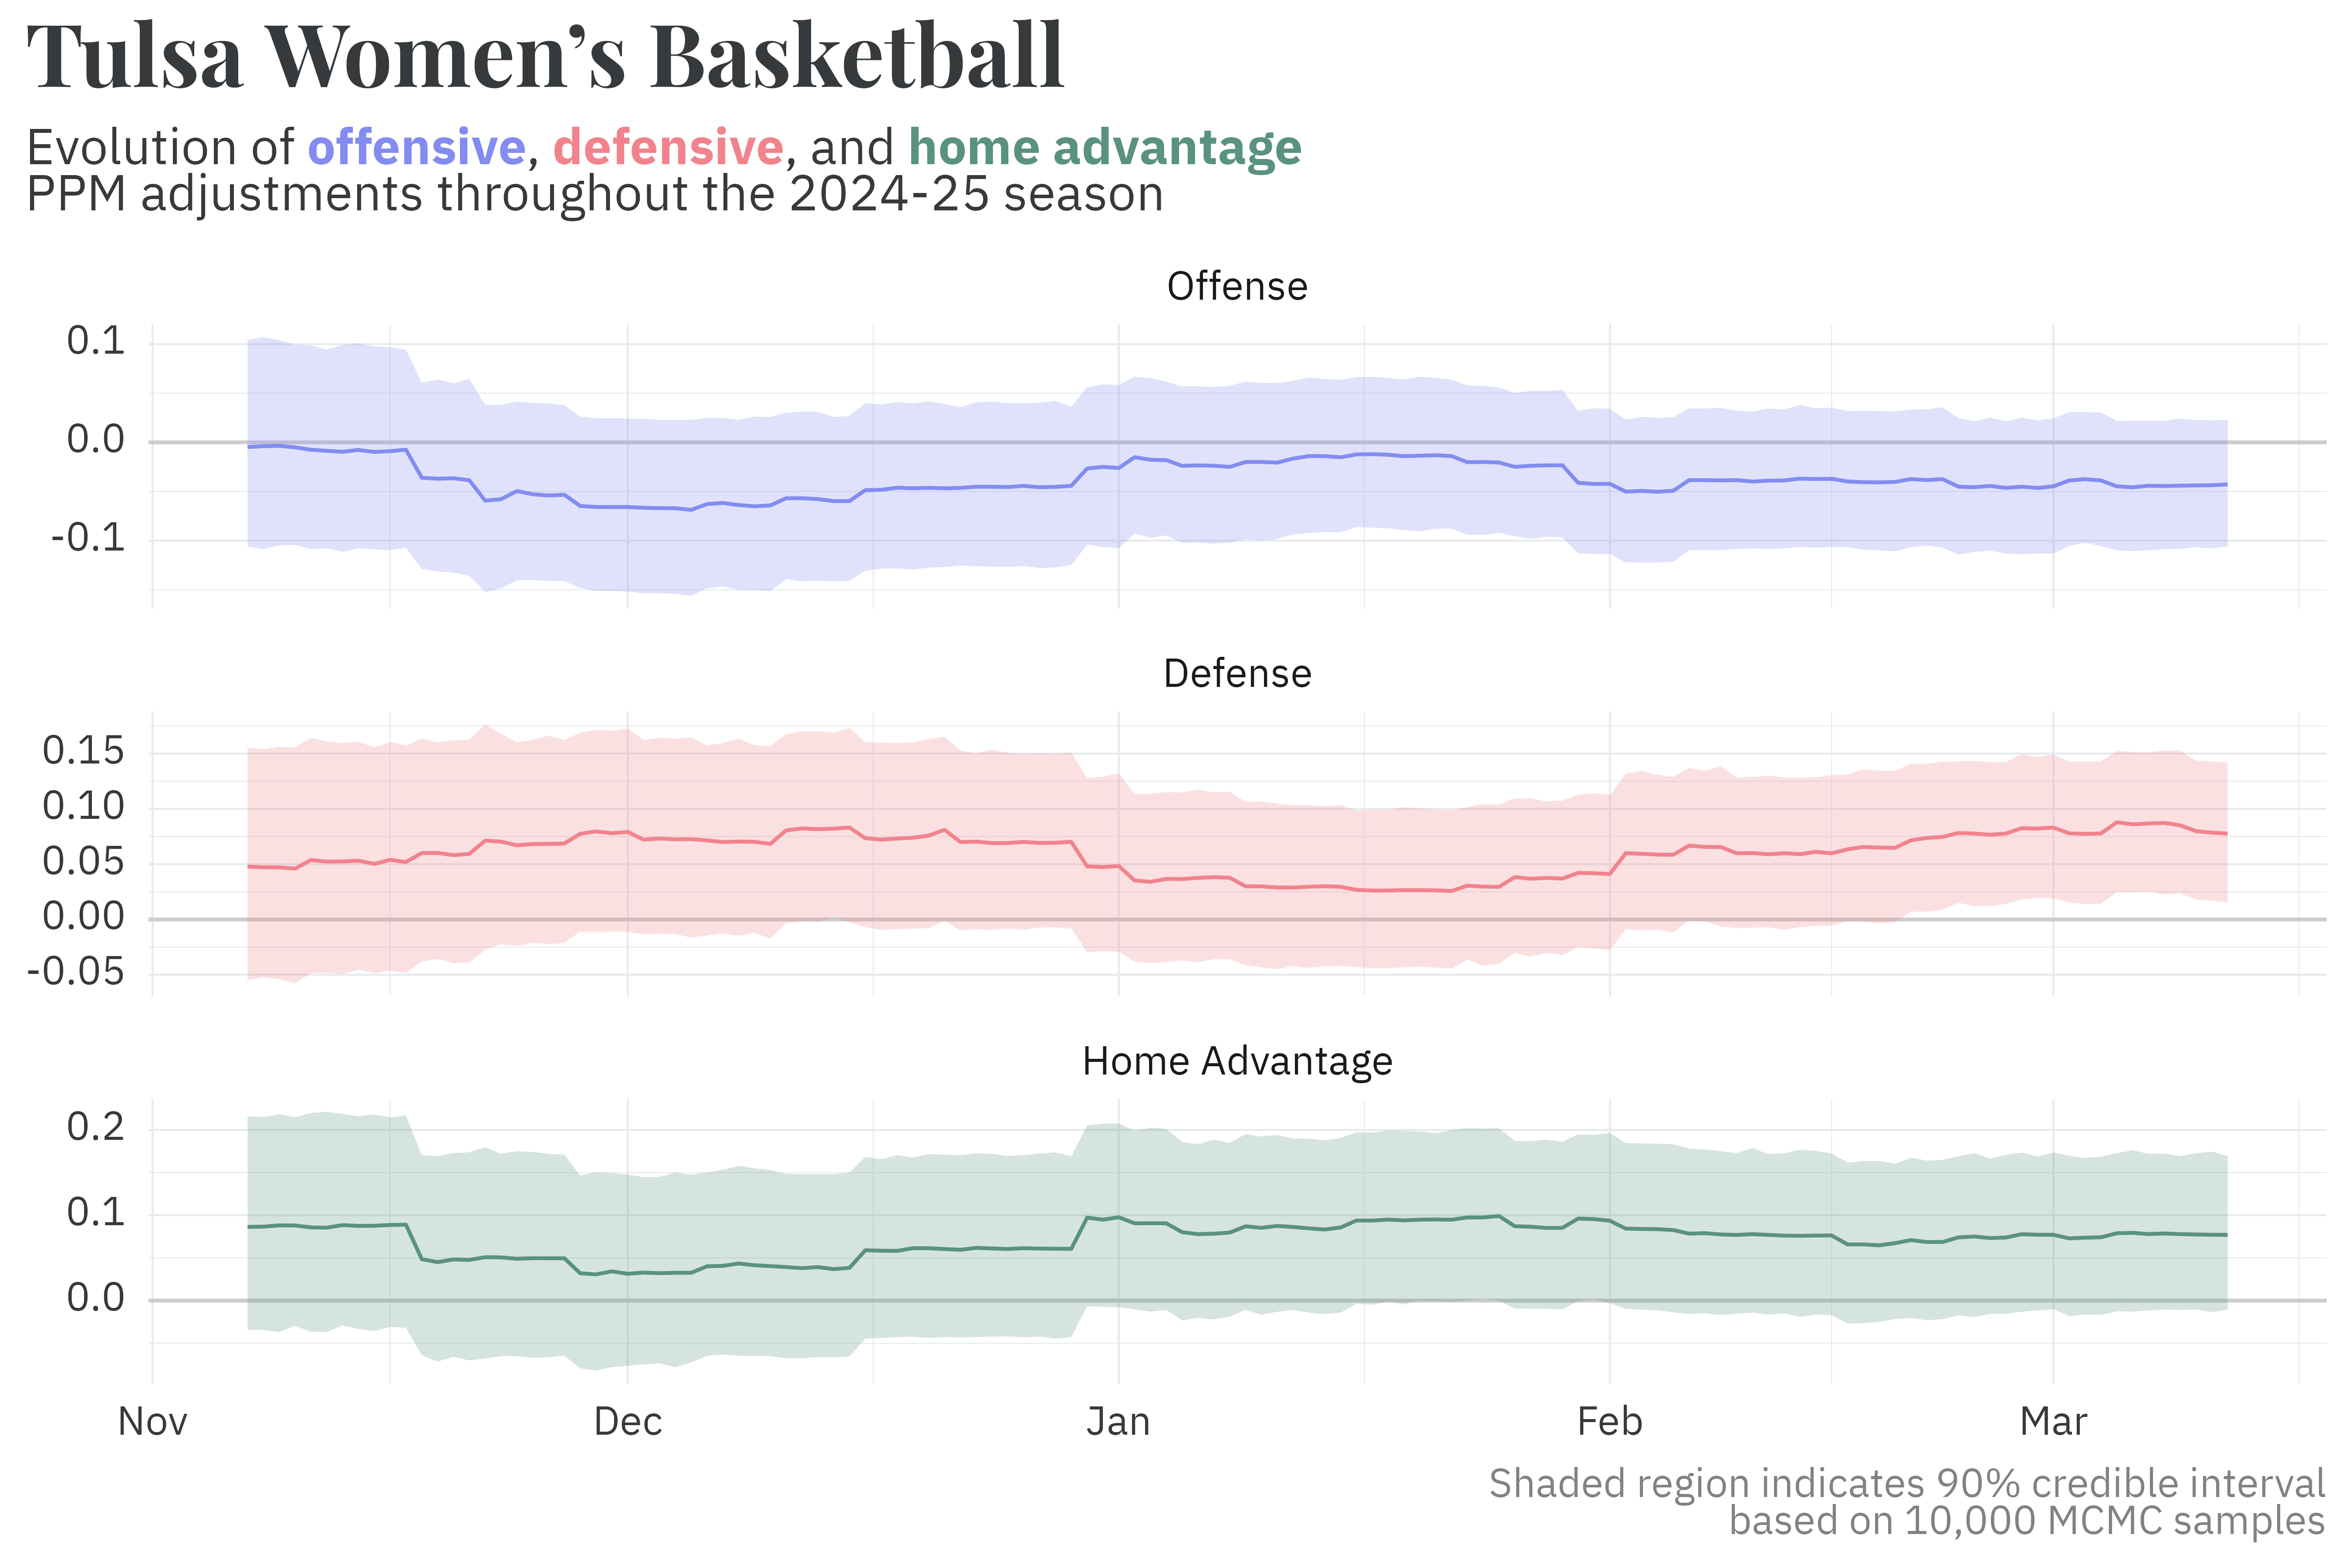 Tulsa Women’s Basketball
Evolution of offensive, defensive, and home advantage
PPM adjustments throughout the 2024-25 season
Offense
0.1
0.0
-0.1
Defense
0.15
0.10
0.05
0.00
-0.05
Home Advantage
0.2
0.1
0.0
Nov Dec Jan Feb Mar
Shaded region indicates 90% credible interval
based on 10,000 MCMC samples